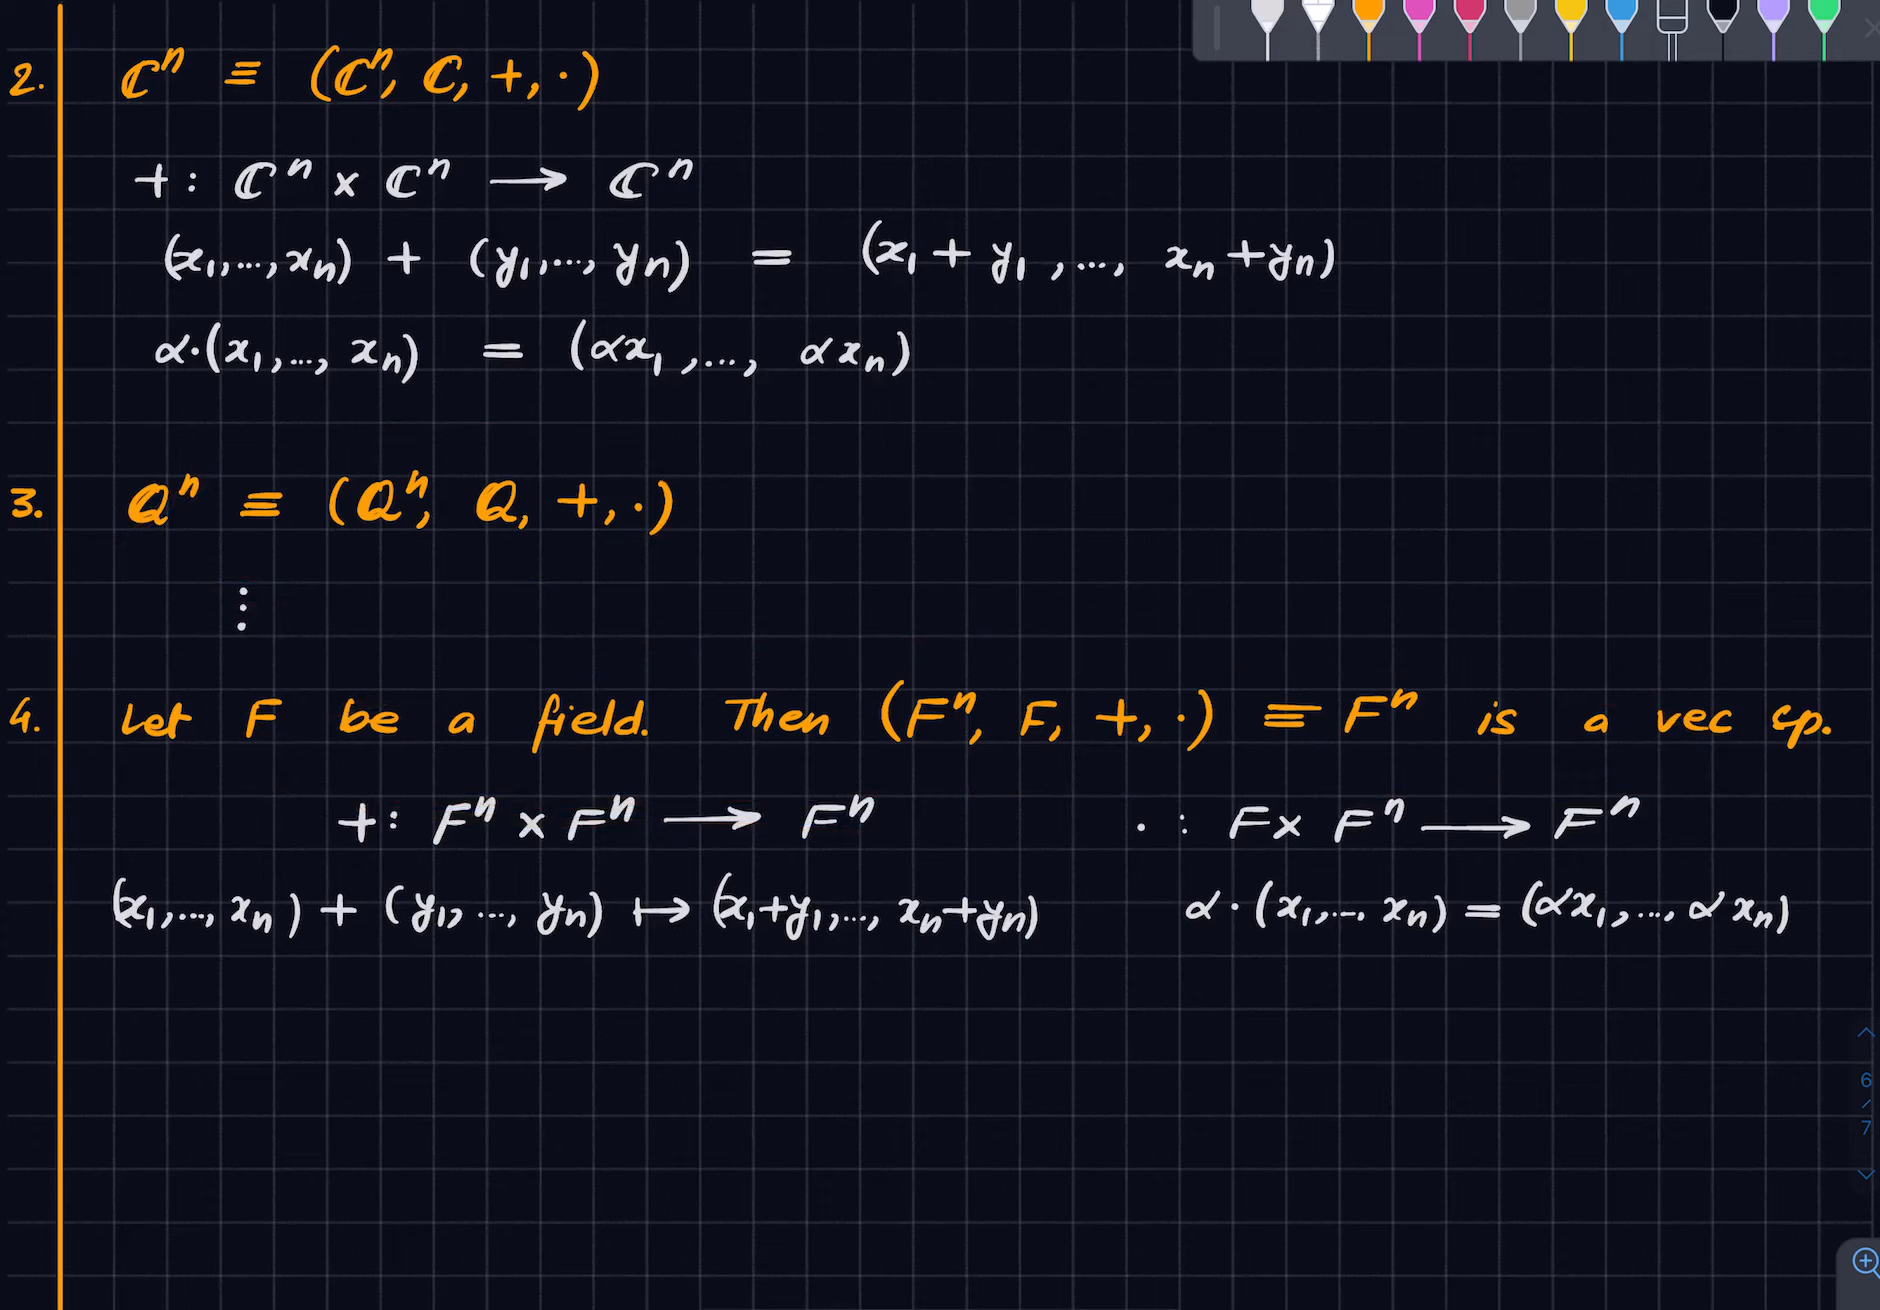 2. ℂⁿ ≡ (ℂⁿ, ℂ, +, ·)
+: ℂⁿ × ℂⁿ ⟶ ℂⁿ
(x₁,..., xₙ) + (y₁,..., yₙ) = (x₁ + y₁ ,..., xₙ + yₙ)
α·(x₁,..., xₙ) = (αx₁ ,..., αxₙ)
3. ℚⁿ ≡ (ℚⁿ, ℚ, +, ·)
⋮
4. Let F be a field. Then (Fⁿ, F, +, ·) ≡ Fⁿ is a vec sp.
+: Fⁿ × Fⁿ ⟶ Fⁿ · : F × Fⁿ ⟶ Fⁿ
(x₁,..., xₙ) + (y₁, ..., yₙ) ↦ (x₁+y₁,..., xₙ+yₙ) α · (x₁,... xₙ) = (αx₁,..., αxₙ)
6
/
7